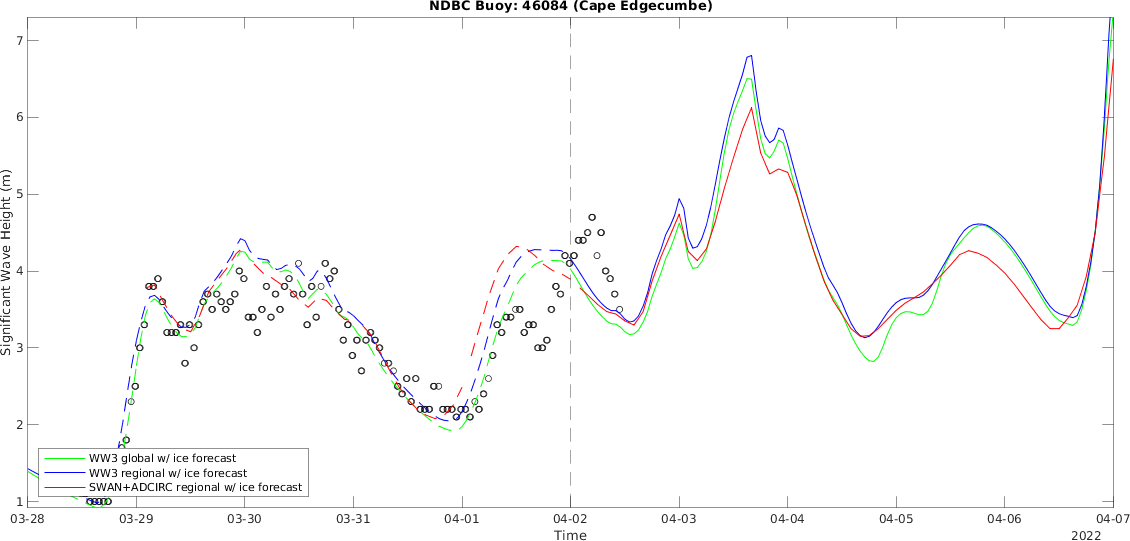 NDBC Buoy: 46084 (Cape Edgecumbe)
Significant Wave Height (m)
7
6
5
4
3
2
1
WW3 global w/ ice forecast
WW3 regional w/ ice forecast
SWAN+ADCIRC regional w/ ice forecast
03-28 03-29 03-30 03-31 04-01 04-02 04-03 04-04 04-05 04-06 04-07
Time
2022